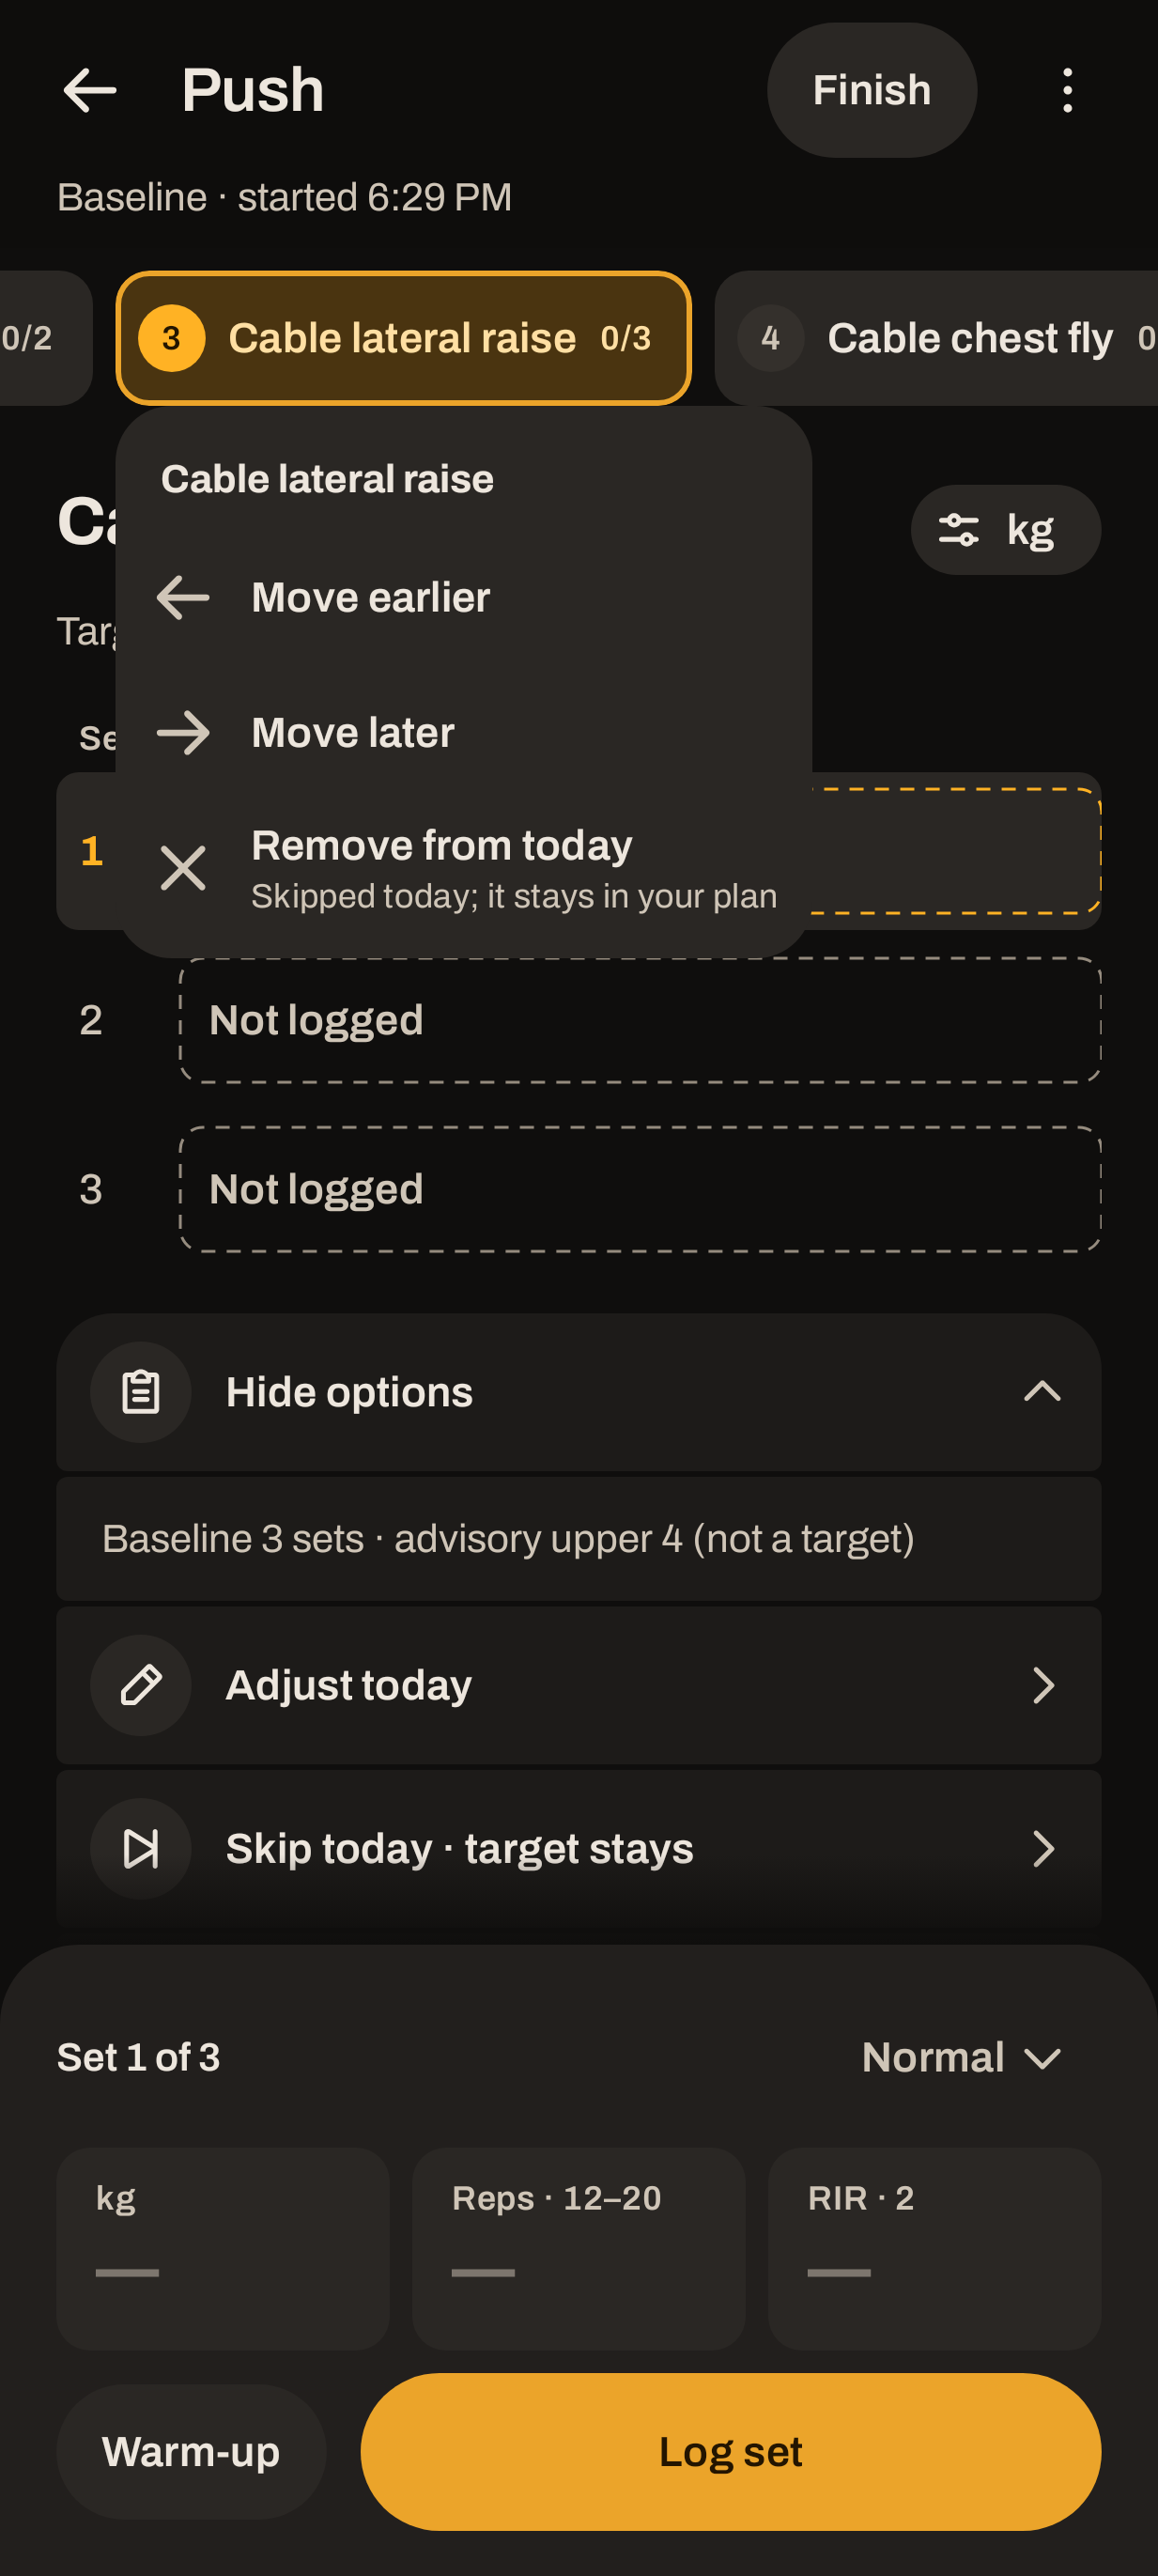 Push
Finish
Baseline · started 6:29 PM
0/2
3 Cable lateral raise 0/3
4 Cable chest fly 0
Cable lateral raise
kg
Move earlier
Move later
1
Remove from today
Skipped today; it stays in your plan
2 Not logged
3 Not logged
Hide options
Baseline 3 sets · advisory upper 4 (not a target)
Adjust today
Skip today · target stays
Set 1 of 3
Normal
kg
Reps · 12–20
RIR · 2
—
—
—
Warm-up
Log set